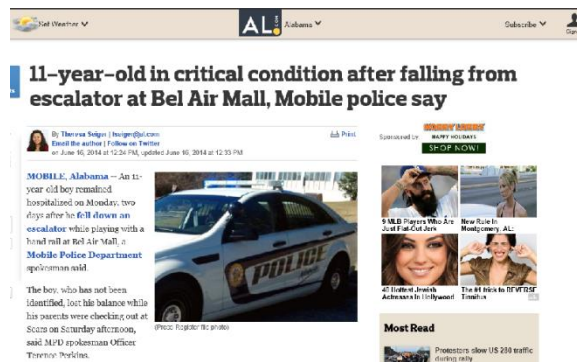 Set Weather
AL.com
Alabama
Subscribe
11-year-old in critical condition after falling from
escalator at Bel Air Mall, Mobile police say
By Theresa Seiger |
Email the author | Follow on Twitter
on June 16, 2014 at 12:24 PM, updated June 16, 2014 at 12:33 PM
Print
MOBILE, Alabama -- An 11-
year old boy remained
hospitalized on Monday, two
days after he fell down an
escalator while playing with a
hand rail at Bel Air Mall, a
Mobile Police Department
spokesman said.
The boy, who has not been
identified, lost his balance while
his parents were checking out at
Sears on Saturday afternoon,
said MPD spokesman Officer
Terence Perkins.
POLICE
(Press-Register file photo)
Sponsored by
HAPPY HOLIDAYS
SHOP NOW!
9 MLB Players Who Are
Just Flat-Out Jerk
New Rule In
Montgomery, AL:
40 Hottest Jewish
Actresses In Hollywood
The #1 trick to REVERSE
Tinnitus
Most Read
Protesters slow US 280 traffic
during rally